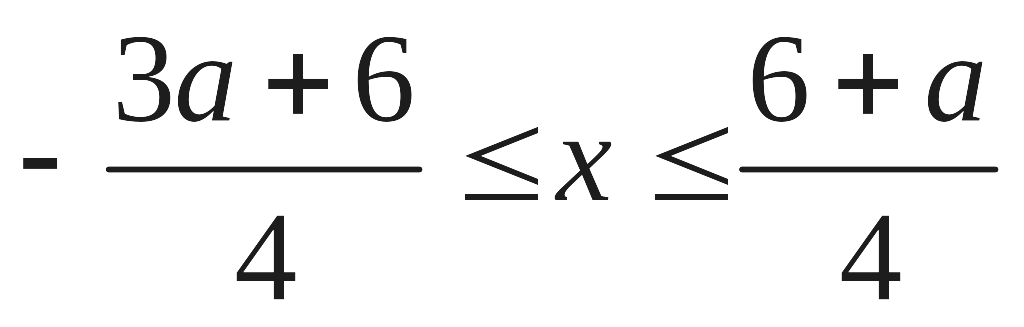 - (3a + 6)/4 ≤ x ≤ (6 + a)/4